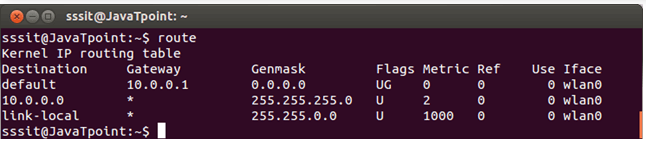 sssit@JavaTpoint: ~
sssit@JavaTpoint:~$ route
Kernel IP routing table
Destination     Gateway         Genmask         Flags Metric Ref    Use Iface
default         10.0.0.1        0.0.0.0         UG    0      0        0 wlan0
10.0.0.0        *               255.255.255.0   U     2      0        0 wlan0
link-local      *               255.255.0.0     U     1000   0        0 wlan0
sssit@JavaTpoint:~$